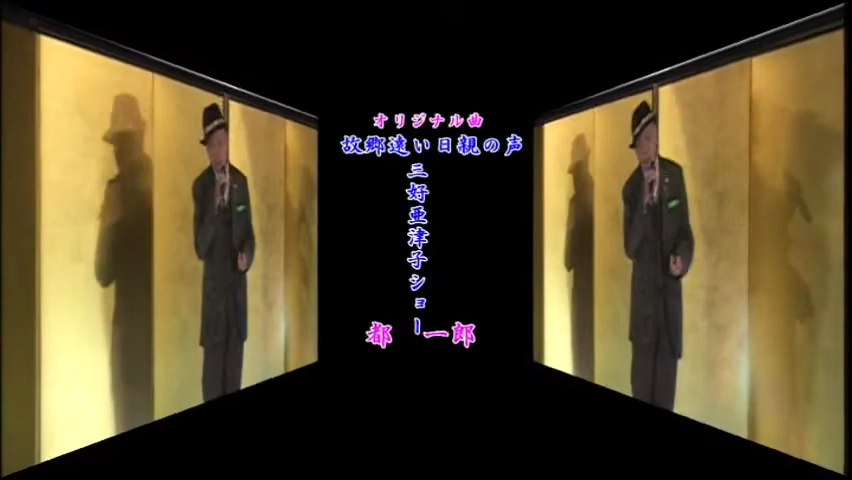 オリジナル曲
故郷遠い日親の声
三好亜津子ショー
都 一郎